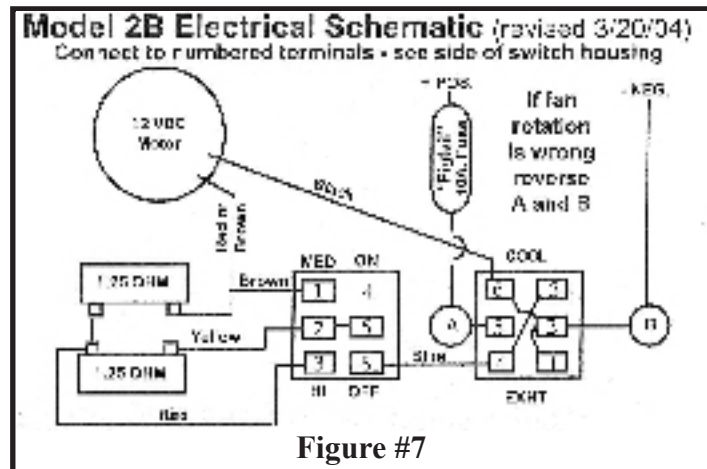 Model 2B Electrical Schematic (revised 3/20/04)
Connect to numbered terminals - see side of switch housing
+ POS.
- NEG.
12 VDC
Motor
"Pigtail"
10A. Fuse
If fan
rotation
is wrong
reverse
A and B
Black
Red or
Brown
COOL
MED ON
1.25 OHM
Brown
1 4
2 5
Yellow
A
B
3
1.25 OHM
Blue
HI OFF
EXHT
Red
Figure #7